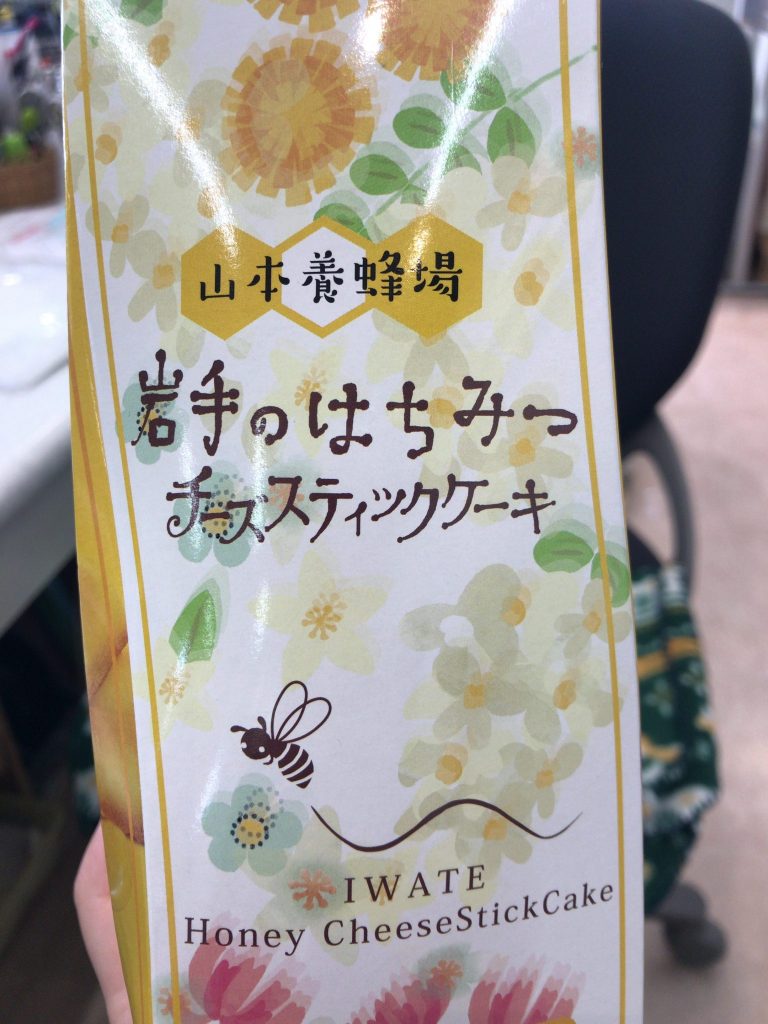 山本養蜂場
岩手のはちみつ
チーズスティックケーキ
IWATE
Honey CheeseStickCake